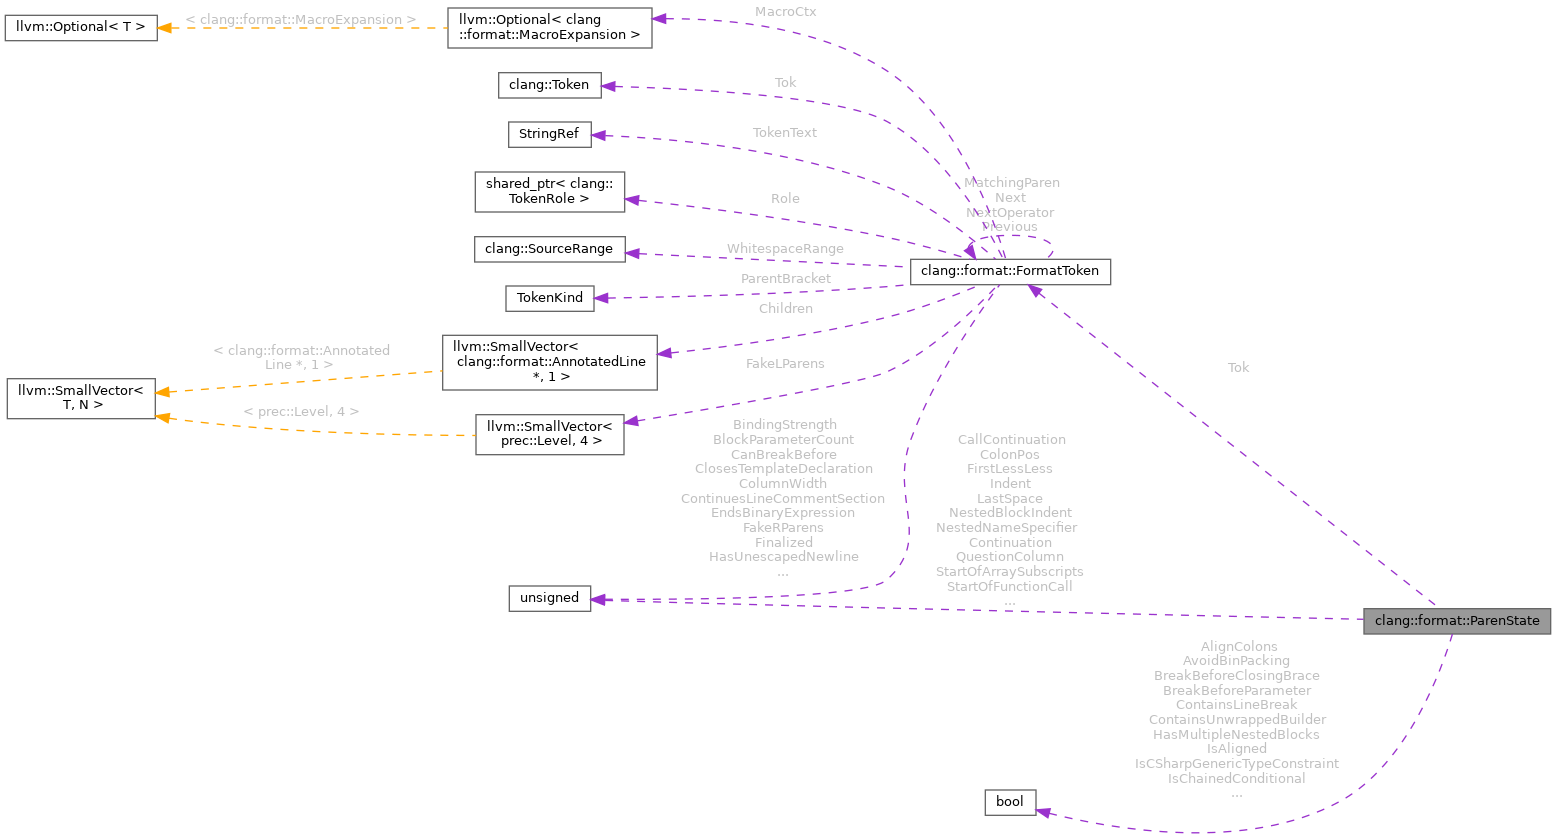 llvm::Optional< T >
< clang::format::MacroExpansion >
llvm::Optional< clang
::format::MacroExpansion >
MacroCtx
clang::Token
Tok
StringRef
TokenText
shared_ptr< clang::
TokenRole >
Role
clang::SourceRange
WhitespaceRange
TokenKind
ParentBracket
MatchingParen
Next
NextOperator
Previous
clang::format::FormatToken
Children
llvm::SmallVector<
clang::format::AnnotatedLine
*, 1 >
< clang::format::Annotated
Line *, 1 >
llvm::SmallVector<
T, N >
< prec::Level, 4 >
llvm::SmallVector<
prec::Level, 4 >
FakeLParens
Tok
BindingStrength
BlockParameterCount
CanBreakBefore
ClosesTemplateDeclaration
ColumnWidth
ContinuesLineCommentSection
EndsBinaryExpression
FakeRParens
Finalized
HasUnescapedNewline
...
CallContinuation
ColonPos
FirstLessLess
Indent
LastSpace
NestedBlockIndent
NestedNameSpecifier
Continuation
QuestionColumn
StartOfArraySubscripts
StartOfFunctionCall
...
unsigned
clang::format::ParenState
AlignColons
AvoidBinPacking
BreakBeforeClosingBrace
BreakBeforeParameter
ContainsLineBreak
ContainsUnwrappedBuilder
HasMultipleNestedBlocks
IsAligned
IsCSharpGenericTypeConstraint
IsChainedConditional
...
bool